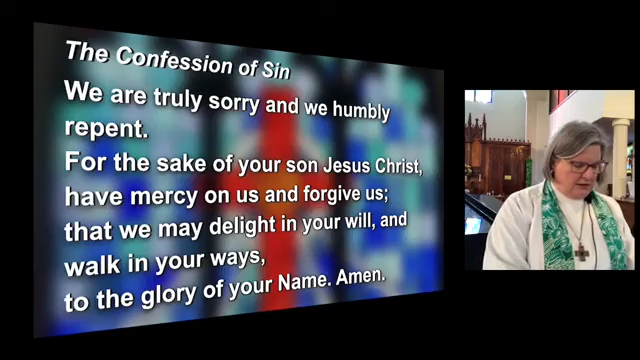 The Confession of Sin
We are truly sorry and we humbly
repent.
For the sake of your son Jesus Christ,
have mercy on us and forgive us;
that we may delight in your will, and
walk in your ways,
to the glory of your Name. Amen.